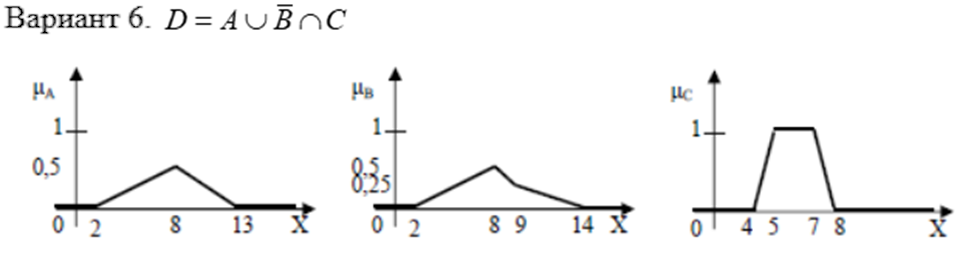 Вариант 6. D = A ∪ B̅ ∩ C
μA
1
0,5
0 2 8 13 X
μB
1
0,5
0,25
0 2 8 9 14 X
μC
1
0 4 5 7 8 X